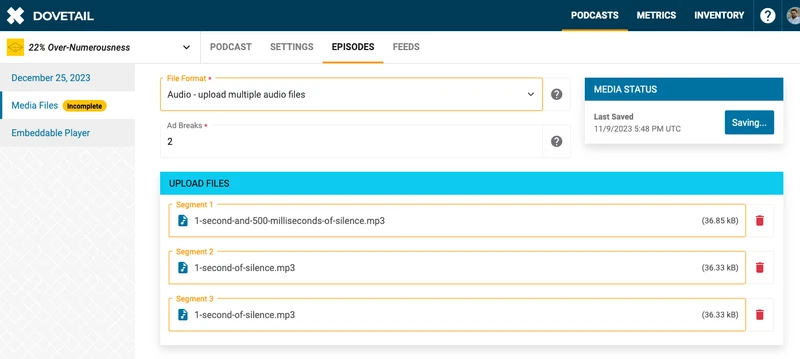 DOVETAIL
PODCASTS METRICS INVENTORY ?
22% Over-Numerousness
PODCAST SETTINGS EPISODES FEEDS
December 25, 2023
Media Files Incomplete
Embeddable Player
File Format *
Audio - upload multiple audio files
?
Ad Breaks *
2
?
MEDIA STATUS
Last Saved
11/9/2023 5:48 PM UTC
Saving...
UPLOAD FILES
Segment 1
1-second-and-500-milliseconds-of-silence.mp3 (36.85 kB)
Segment 2
1-second-of-silence.mp3 (36.33 kB)
Segment 3
1-second-of-silence.mp3 (36.33 kB)